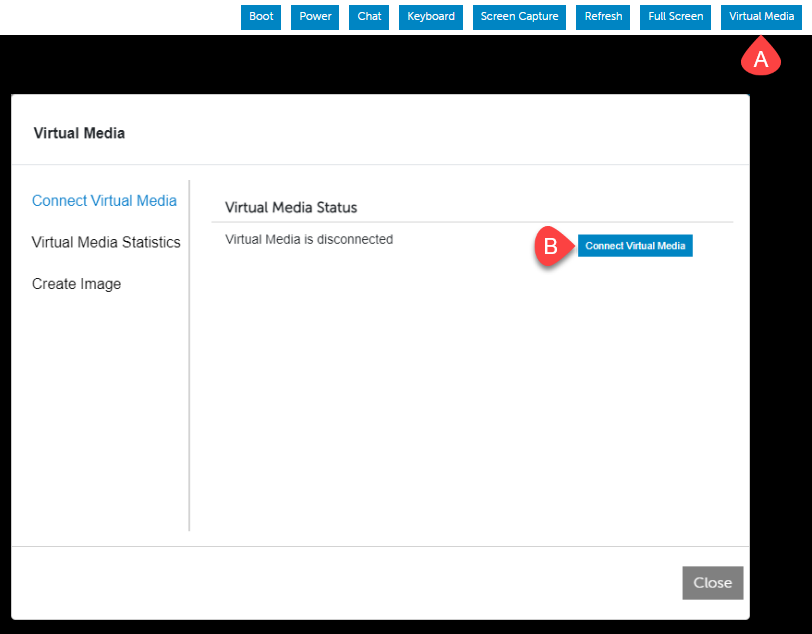 Boot Power Chat Keyboard Screen Capture Refresh Full Screen Virtual Media
A
Virtual Media
Connect Virtual Media
Virtual Media Statistics
Create Image
Virtual Media Status
Virtual Media is disconnected
B
Connect Virtual Media
Close